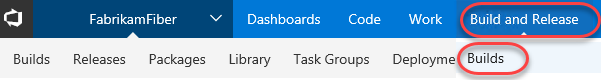 FabrikamFiber Dashboards Code Work Build and Release
Builds Releases Packages Library Task Groups Deployme Builds